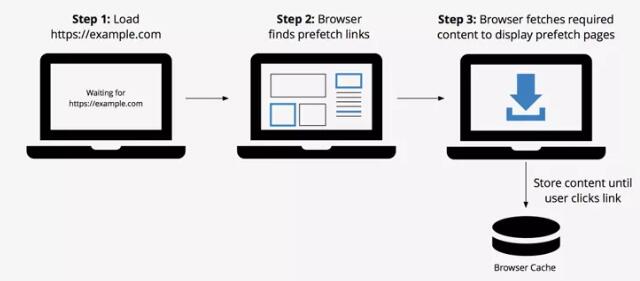 Step 1: Load
https://example.com
Step 2: Browser
finds prefetch links
Step 3: Browser fetches required
content to display prefetch pages
Waiting for
https://example.com
Store content until
user clicks link
Browser Cache